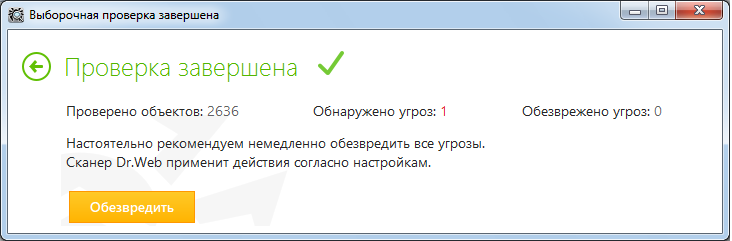 Выборочная проверка завершена
Проверка завершена
Проверено объектов: 2636 Обнаружено угроз: 1 Обезврежено угроз: 0
Настоятельно рекомендуем немедленно обезвредить все угрозы.
Сканер Dr.Web применит действия согласно настройкам.
Обезвредить